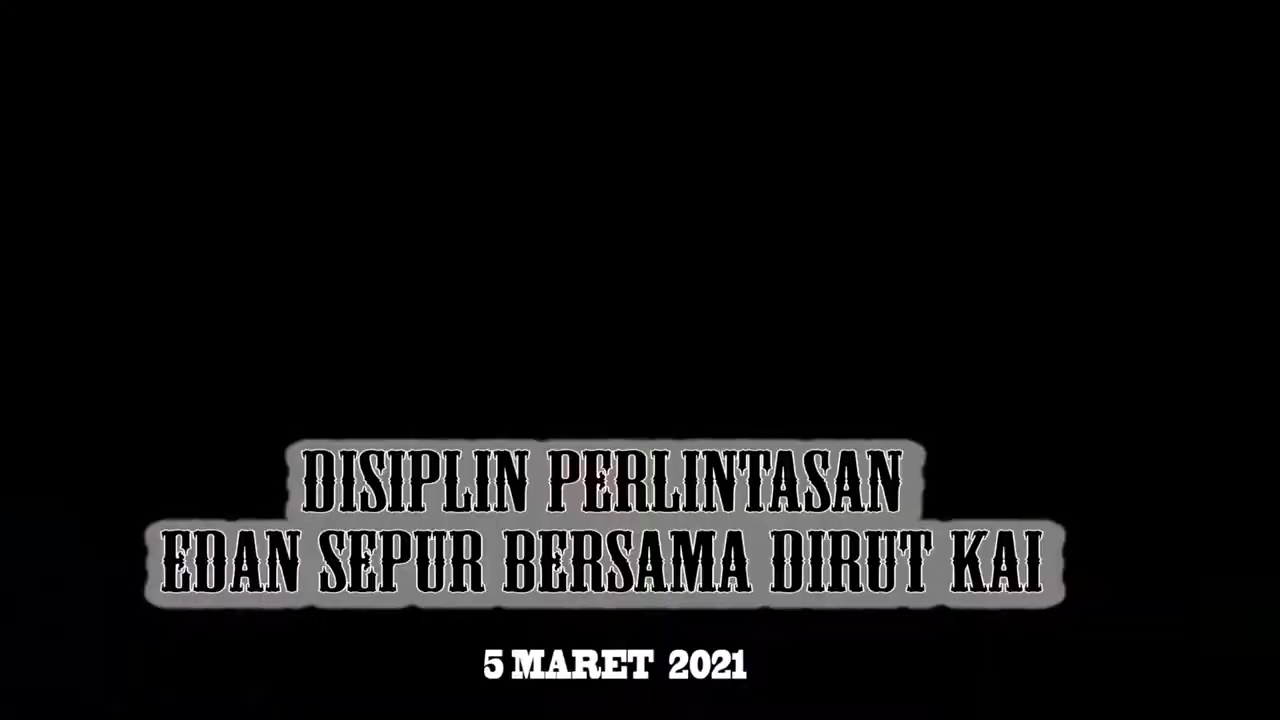 DISIPLIN PERLINTASAN
EDAN SEPUR BERSAMA DIRUT KAI
5 MARET 2021